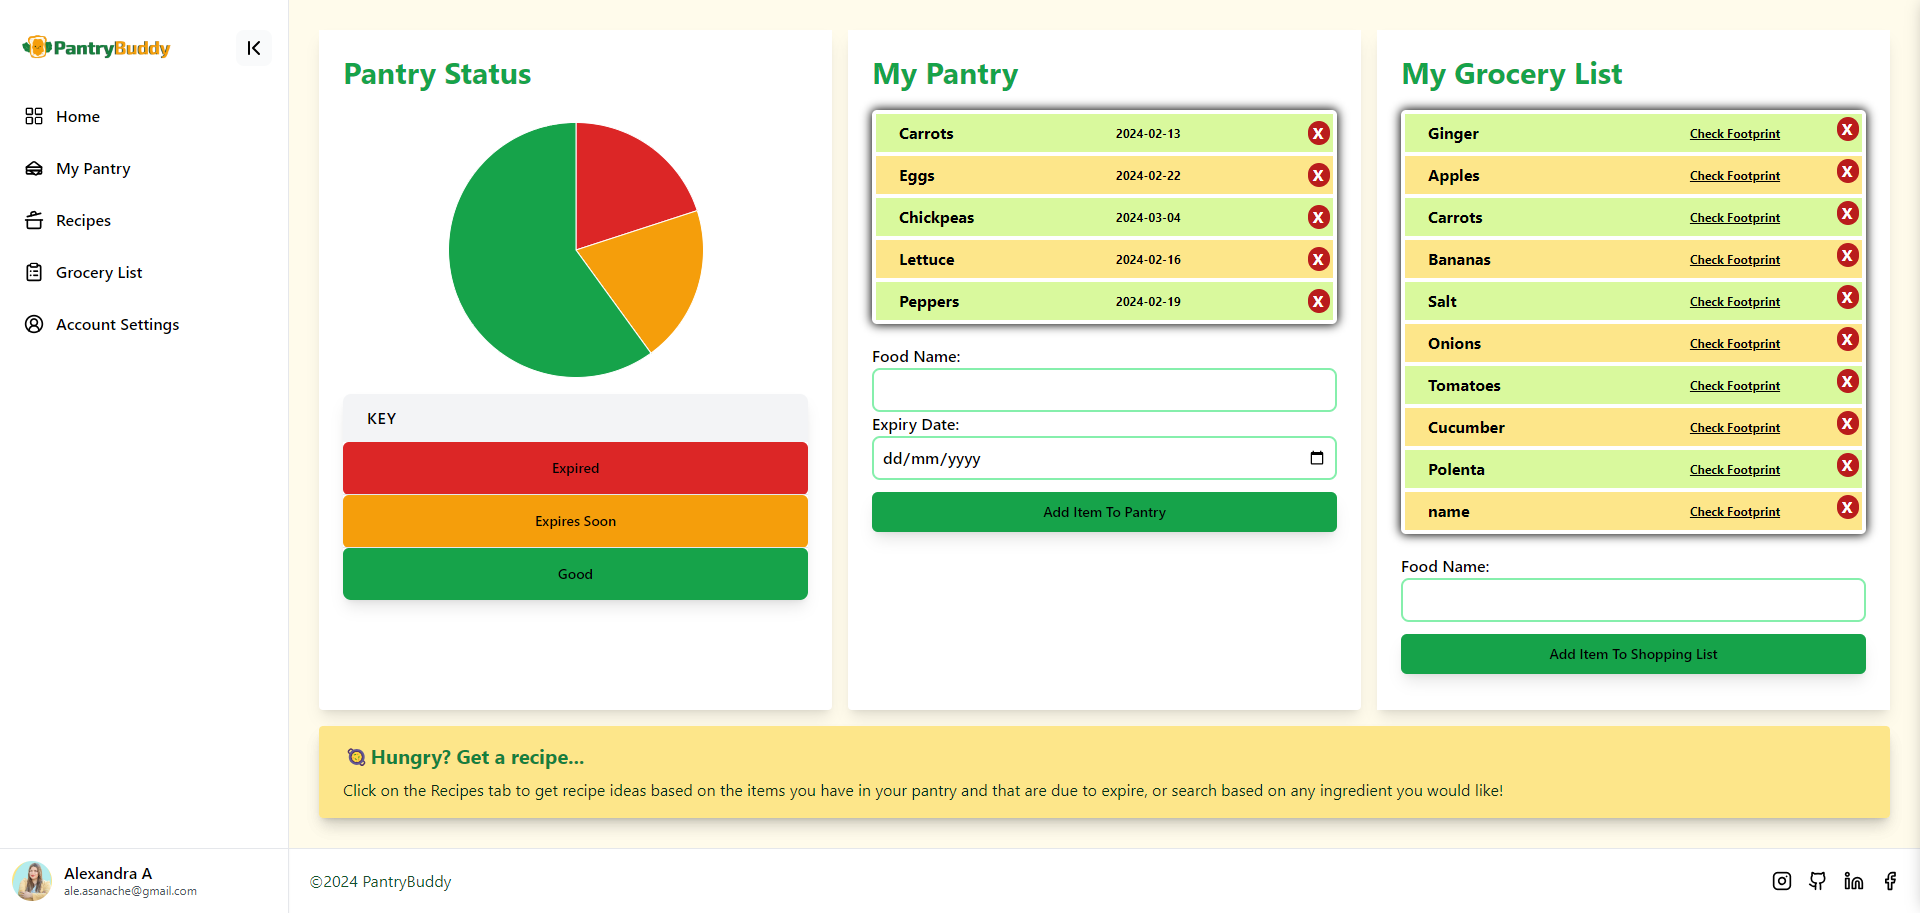 PantryBuddy
Home
My Pantry
Recipes
Grocery List
Account Settings
Alexandra A
ale.asanache@gmail.com
Pantry Status
KEY
Expired
Expires Soon
Good
My Pantry
Carrots 2024-02-13 X
Eggs 2024-02-22 X
Chickpeas 2024-03-04 X
Lettuce 2024-02-16 X
Peppers 2024-02-19 X
Food Name:
Expiry Date:
dd/mm/yyyy
Add Item To Pantry
My Grocery List
Ginger Check Footprint X
Apples Check Footprint X
Carrots Check Footprint X
Bananas Check Footprint X
Salt Check Footprint X
Onions Check Footprint X
Tomatoes Check Footprint X
Cucumber Check Footprint X
Polenta Check Footprint X
name Check Footprint X
Food Name:
Add Item To Shopping List
Hungry? Get a recipe...
Click on the Recipes tab to get recipe ideas based on the items you have in your pantry and that are due to expire, or search based on any ingredient you would like!
©2024 PantryBuddy